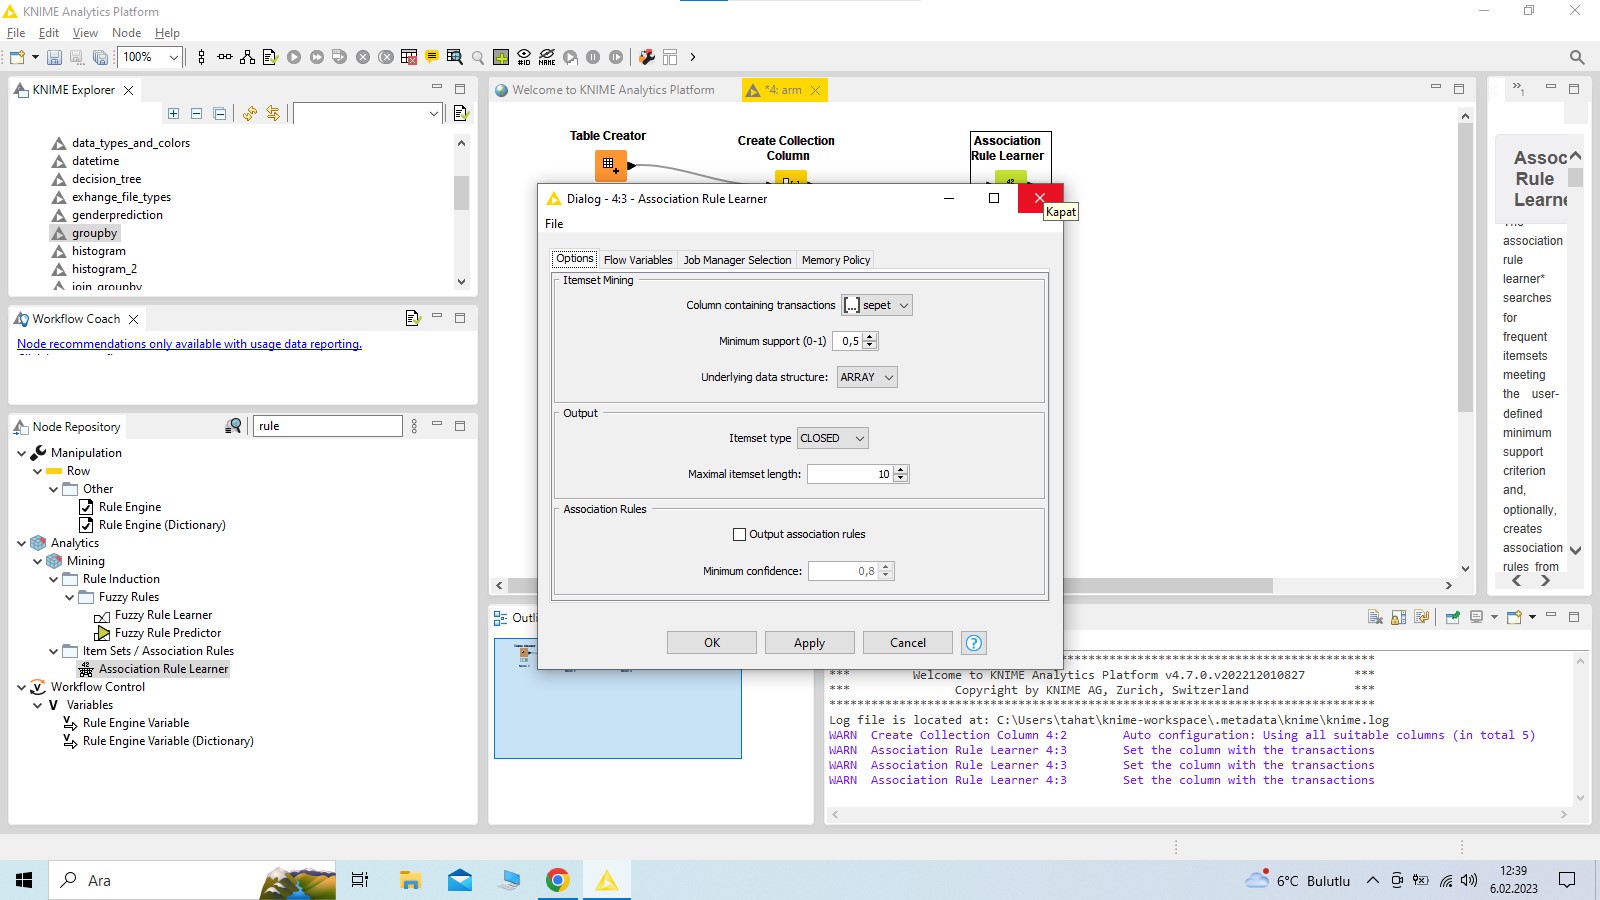 KNIME Analytics Platform
File Edit View Node Help
100%
#ID NAME
KNIME Explorer
data_types_and_colors
datetime
decision_tree
exhange_file_types
genderprediction
groupby
histogram
histogram_2
join_groupby
Workflow Coach
Node recommendations only available with usage data reporting.
Node Repository
rule
Manipulation
Row
Other
Rule Engine
Rule Engine (Dictionary)
Analytics
Mining
Rule Induction
Fuzzy Rules
Fuzzy Rule Learner
Fuzzy Rule Predictor
Item Sets / Association Rules
Association Rule Learner
Workflow Control
Variables
Rule Engine Variable
Rule Engine Variable (Dictionary)
Welcome to KNIME Analytics Platform
*4: arm
Table Creator
Create Collection
Column
Association
Rule Learner
Dialog - 4:3 - Association Rule Learner
Kapat
File
Options Flow Variables Job Manager Selection Memory Policy
Itemset Mining
Column containing transactions [...] sepet
Minimum support (0-1) 0,5
Underlying data structure: ARRAY
Output
Itemset type CLOSED
Maximal itemset length: 10
Association Rules
Output association rules
Minimum confidence: 0,8
OK Apply Cancel ?
Assoc
Rule
Learne
association
rule
learner*
searches
for
frequent
itemsets
meeting
the user-
defined
minimum
support
criterion
and,
optionally,
creates
association
rules from
Outli
*** Welcome to KNIME Analytics Platform v4.7.0.v202212010827 ***
*** Copyright by KNIME AG, Zurich, Switzerland ***
**********************************************************************
Log file is located at: C:\Users\tahat\knime-workspace\.metadata\knime\knime.log
WARN Create Collection Column 4:2 Auto configuration: Using all suitable columns (in total 5)
WARN Association Rule Learner 4:3 Set the column with the transactions
WARN Association Rule Learner 4:3 Set the column with the transactions
WARN Association Rule Learner 4:3 Set the column with the transactions
Ara
6°C Bulutlu
12:39
6.02.2023